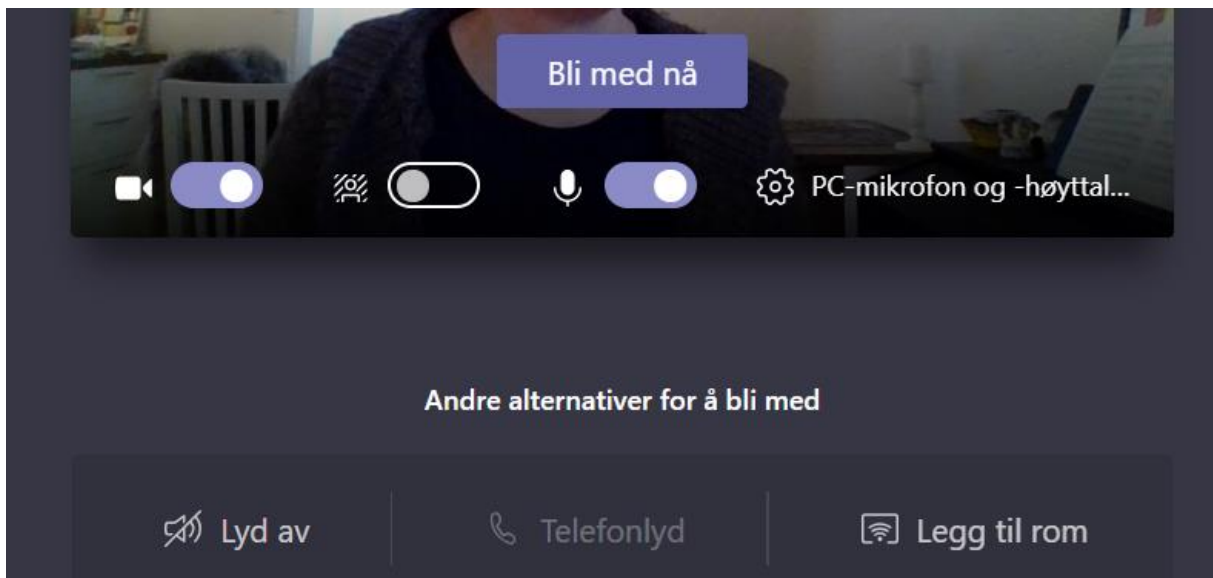 Bli med nå
PC-mikrofon og -høyttal...
Andre alternativer for å bli med
Lyd av
Telefonlyd
Legg til rom